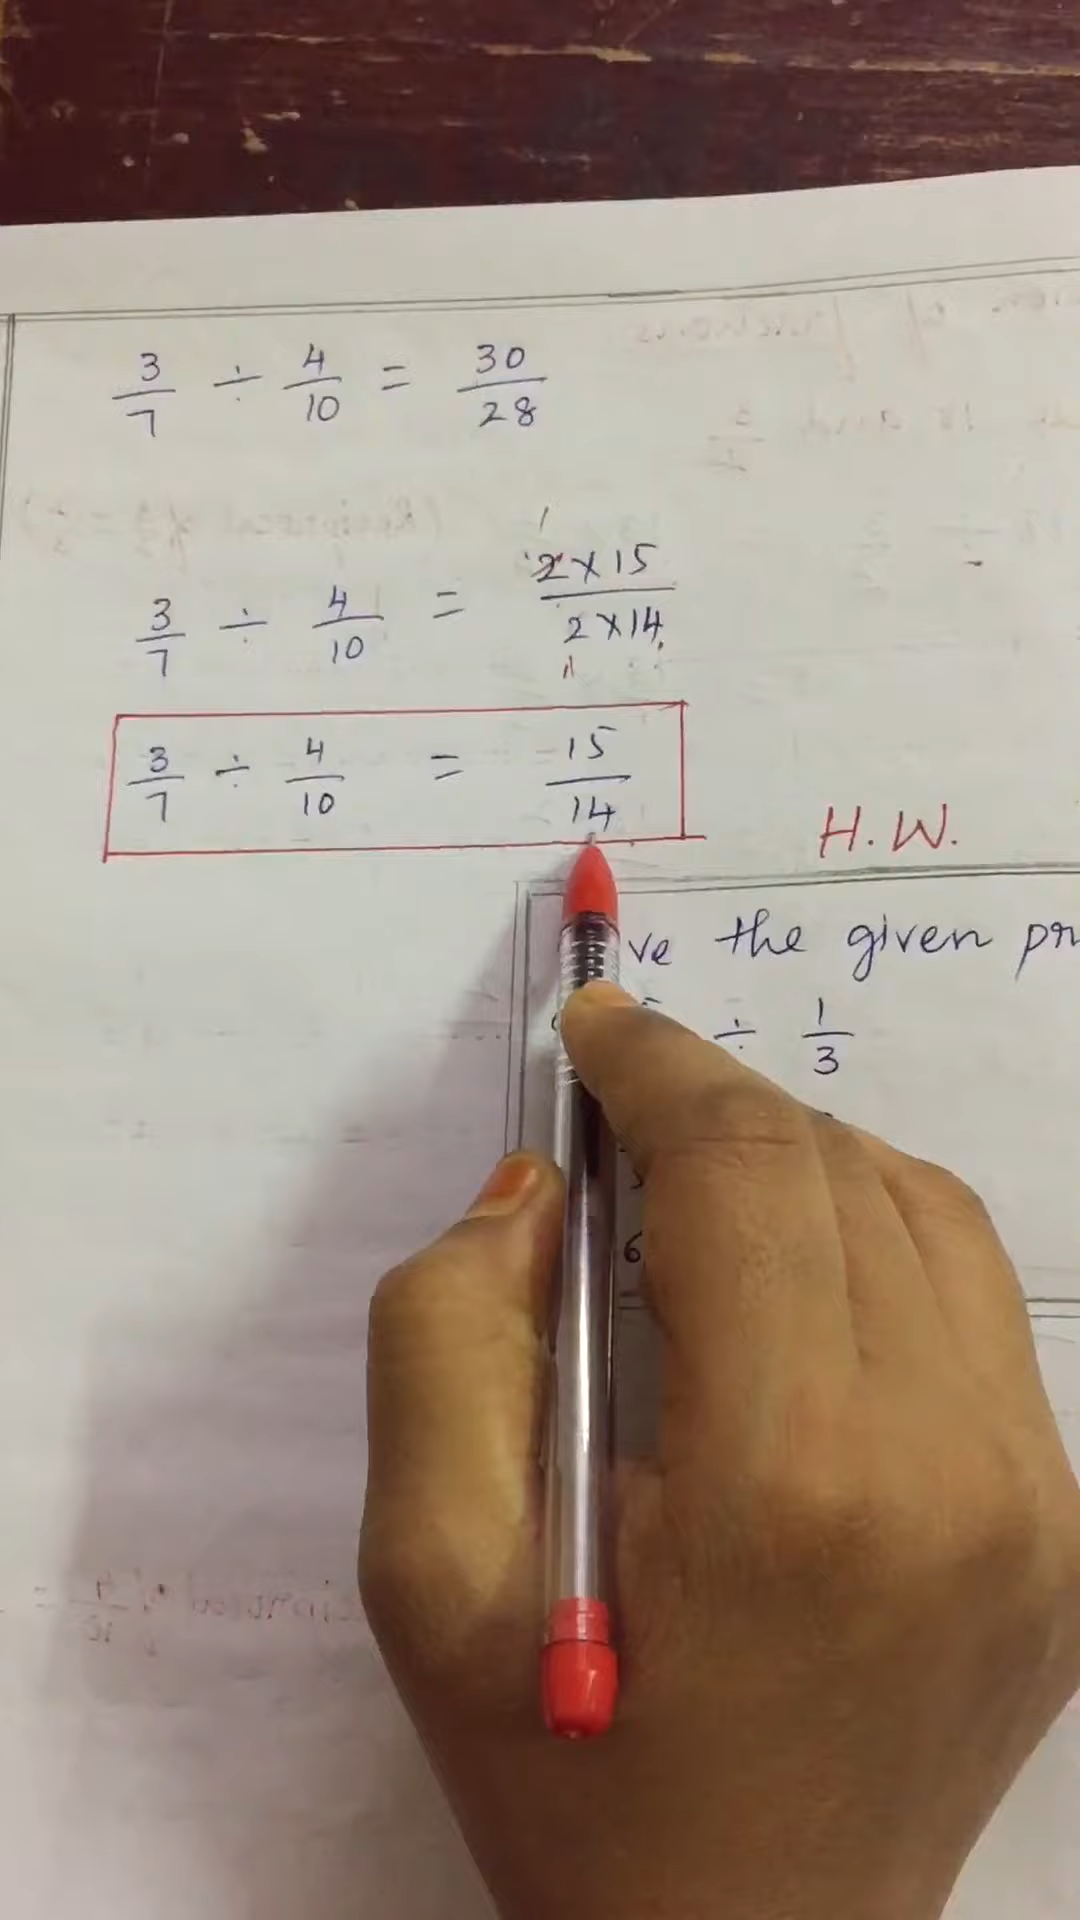 3/7 ÷ 4/10 = 30/28
1
3/7 ÷ 4/10 = 2×15/2×14
1
3/7 ÷ 4/10 = 15/14
H.W.
ve the given pr
÷ 1/3
6